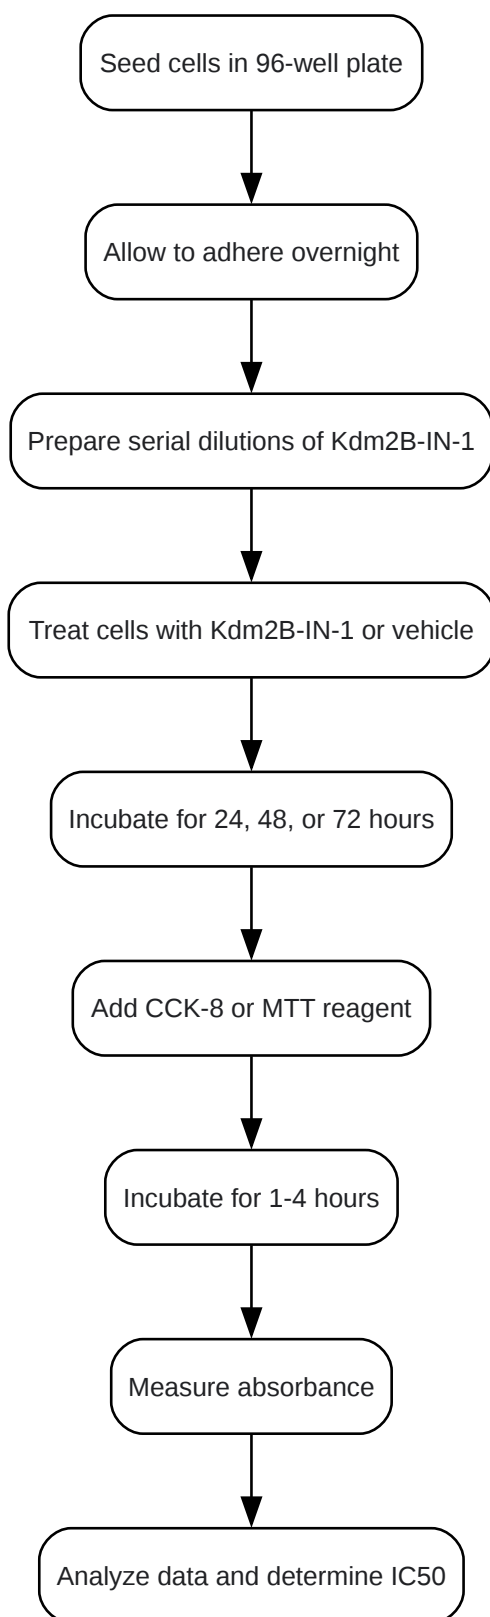 Seed cells in 96-well plate
Allow to adhere overnight
Prepare serial dilutions of Kdm2B-IN-1
Treat cells with Kdm2B-IN-1 or vehicle
Incubate for 24, 48, or 72 hours
Add CCK-8 or MTT reagent
Incubate for 1-4 hours
Measure absorbance
Analyze data and determine IC50